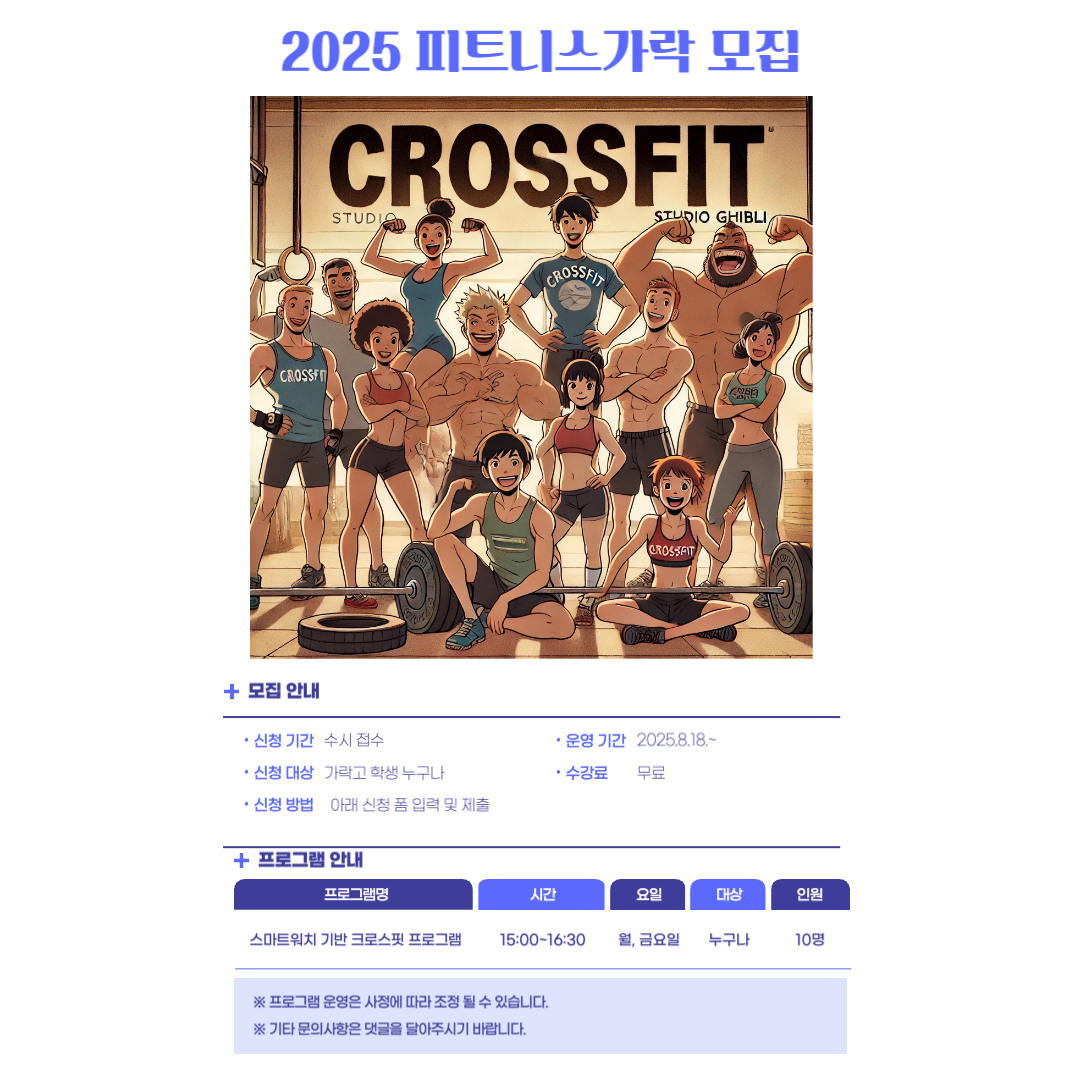 2025 피트니스가락 모집
CROSSFIT
STUDIO
STUDIO GHIBLI
CROSSFIT
CROSSFIT
CROSSFIT
모집 안내
• 신청 기간 수시 접수
• 운영 기간 2025.8.18.~
• 신청 대상 가락고 학생 누구나
• 수강료 무료
• 신청 방법 아래 신청 폼 입력 및 제출
프로그램 안내
프로그램명 시간 요일 대상 인원
스마트워치 기반 크로스핏 프로그램 15:00~16:30 월, 금요일 누구나 10명
※ 프로그램 운영은 사정에 따라 조정 될 수 있습니다.
※ 기타 문의사항은 댓글을 달아주시기 바랍니다.